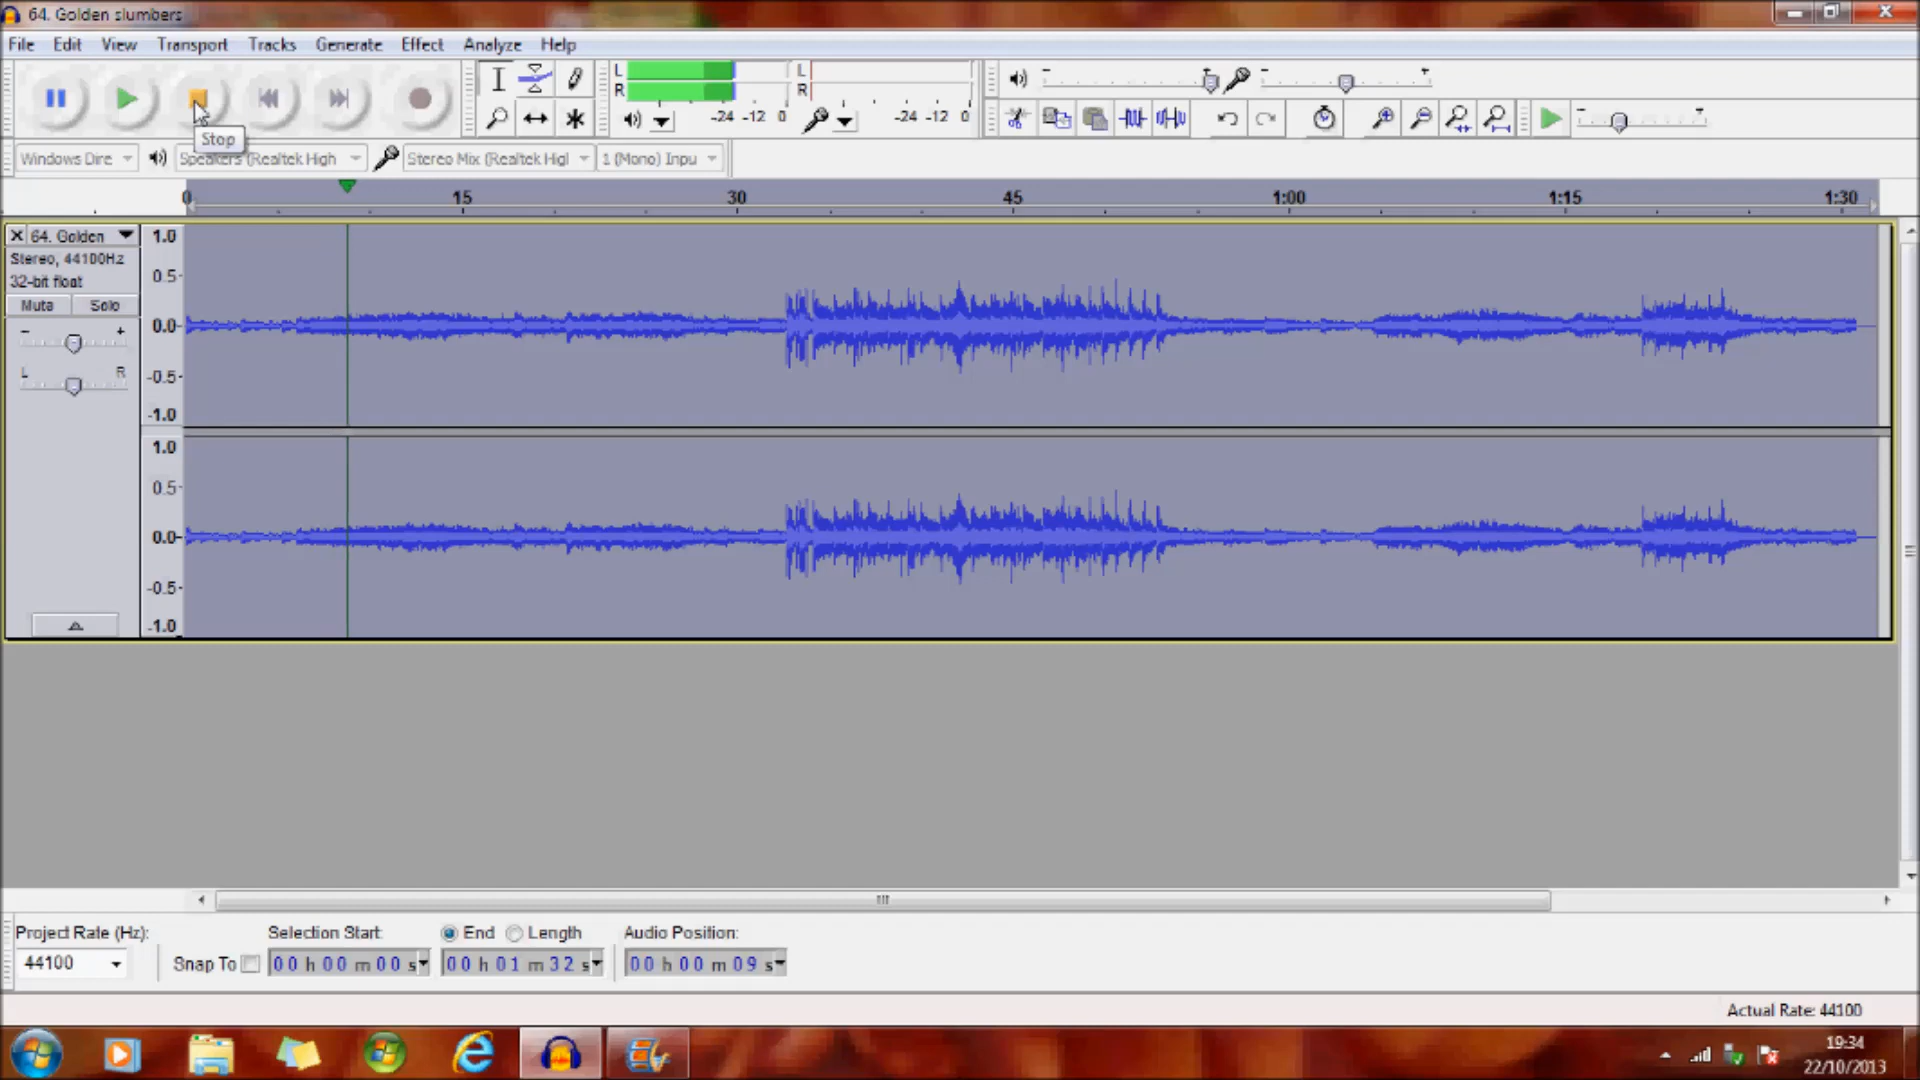 64. Golden slumbers
File Edit View Transport Tracks Generate Effect Analyze Help
L L
R R
-24 -12 0 -24 -12 0
Stop
Windows Dire Speakers (Realtek High Stereo Mix (Realtek Higl 1 (Mono) Inpu
0 15 30 45 1:00 1:15 1:30
64. Golden
Stereo, 44100Hz
32-bit float
Mute Solo
- +
L R
1.0
0.5
0.0
-0.5
-1.0
1.0
0.5
0.0
-0.5
-1.0
Project Rate (Hz): Selection Start: End Length Audio Position:
44100 Snap To 00 h 00 m 00 s 00 h 01 m 32 s 00 h 00 m 09 s
Actual Rate: 44100
19:34
22/10/2013